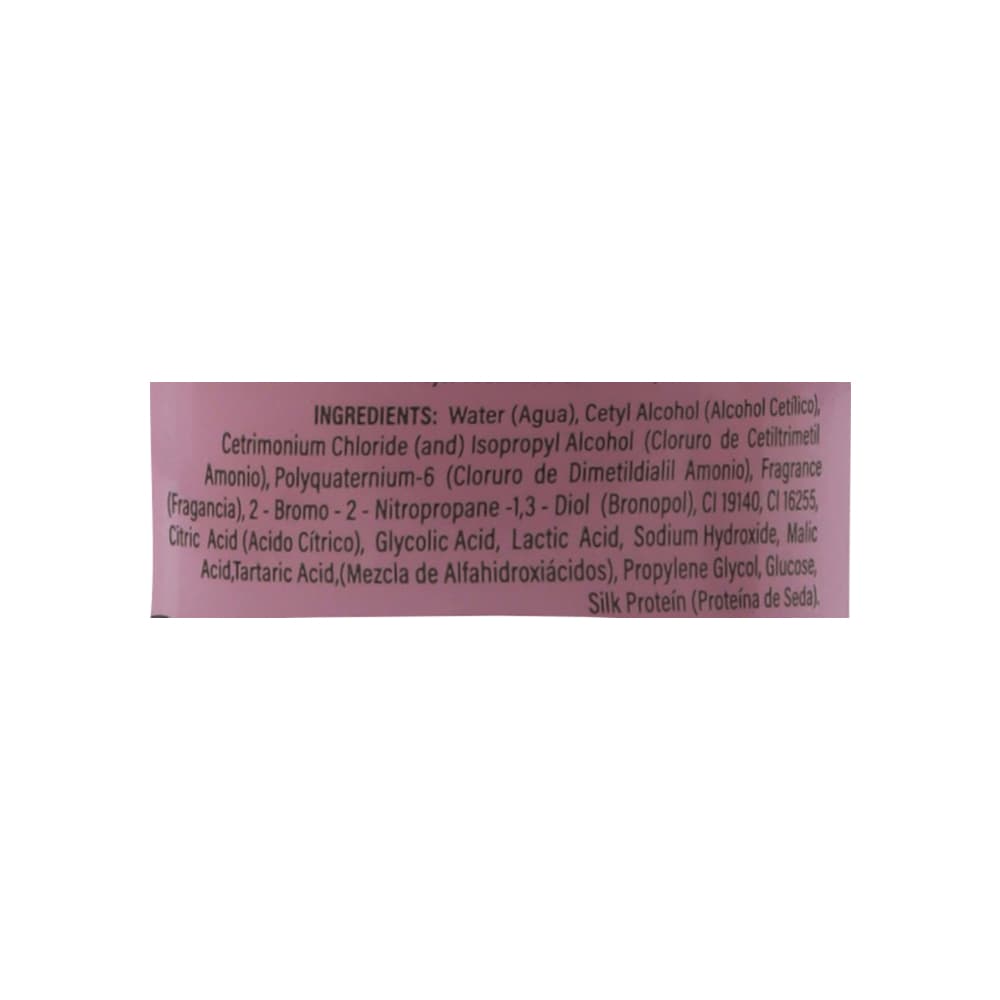 INGREDIENTS: Water (Agua), Cetyl Alcohol (Alcohol Cetílico),
Cetrimonium Chloride (and) Isopropyl Alcohol (Cloruro de Cetiltrimetil
Amonio), Polyquaternium-6 (Cloruro de Dimetildialil Amonio), Fragrance
(Fragancia), 2 - Bromo - 2 - Nitropropane -1,3 - Diol (Bronopol), CI 19140, CI 16255,
Citric Acid (Acido Cítrico), Glycolic Acid, Lactic Acid, Sodium Hydroxide, Malic
Acid,Tartaric Acid,(Mezcla de Alfahidroxiácidos), Propylene Glycol, Glucose,
Silk Protein (Proteína de Seda).